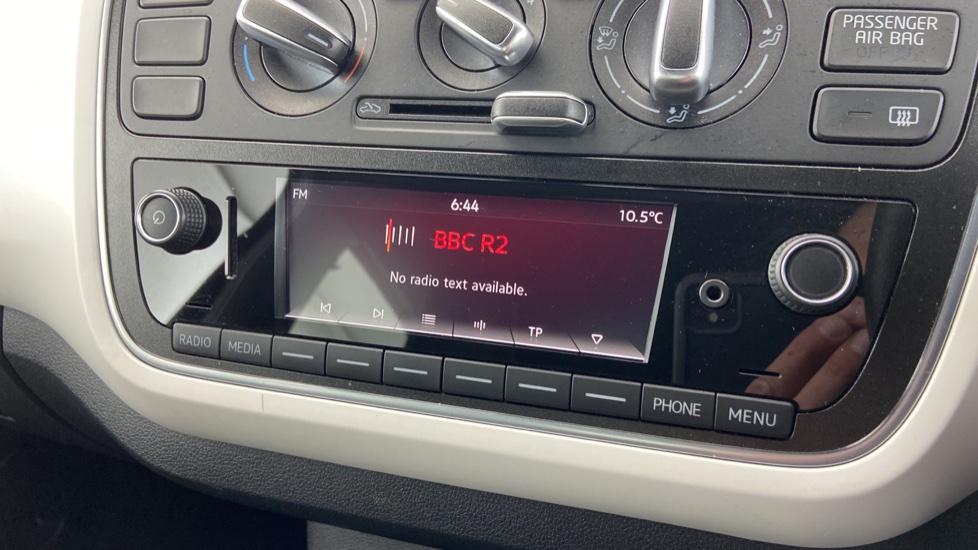 PASSENGER
AIR BAG
OFF
FM
6:44
10.5°C
BBC R2
No radio text available.
TP
RADIO
MEDIA
PHONE
MENU